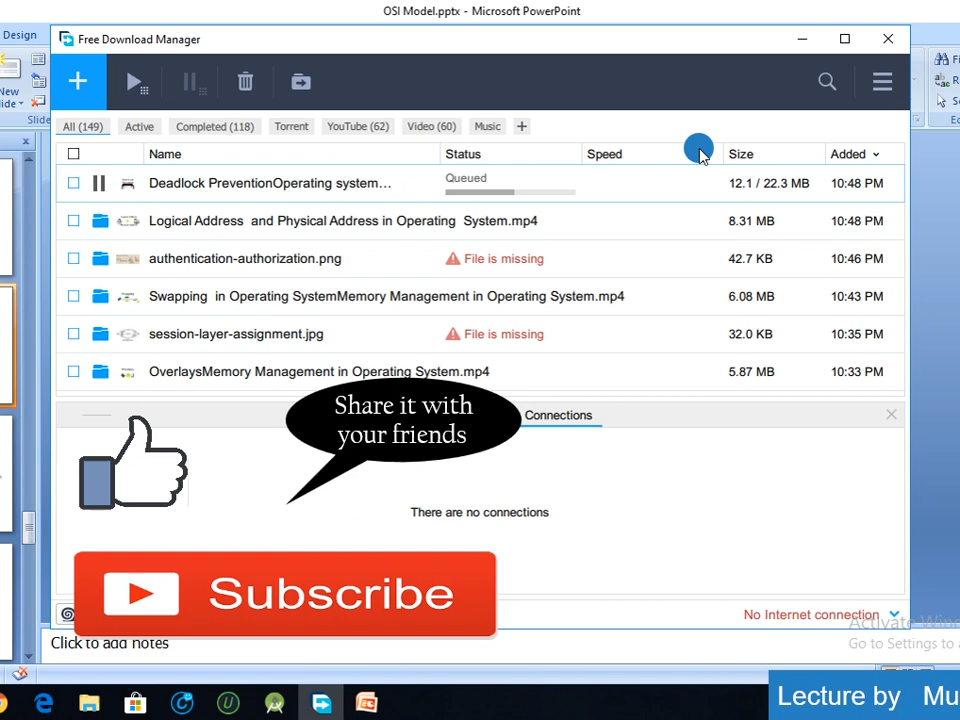 OSI Model.pptx - Microsoft PowerPoint
Design
Free Download Manager
New
Slide
All (149) Active Completed (118) Torrent YouTube (62) Video (60) Music
Name Status Speed Size Added
Deadlock PreventionOperating system… Queued 12.1 / 22.3 MB 10:48 PM
Logical Address and Physical Address in Operating System.mp4 8.31 MB 10:48 PM
authentication-authorization.png File is missing 42.7 KB 10:46 PM
Swapping in Operating SystemMemory Management in Operating System.mp4 6.08 MB 10:43 PM
session-layer-assignment.jpg File is missing 32.0 KB 10:35 PM
OverlaysMemory Management in Operating System.mp4 5.87 MB 10:33 PM
Share it with
your friends
Connections
There are no connections
Subscribe
No Internet connection
Activate Win
Go to Settings to a
Click to add notes
Lecture by Mu